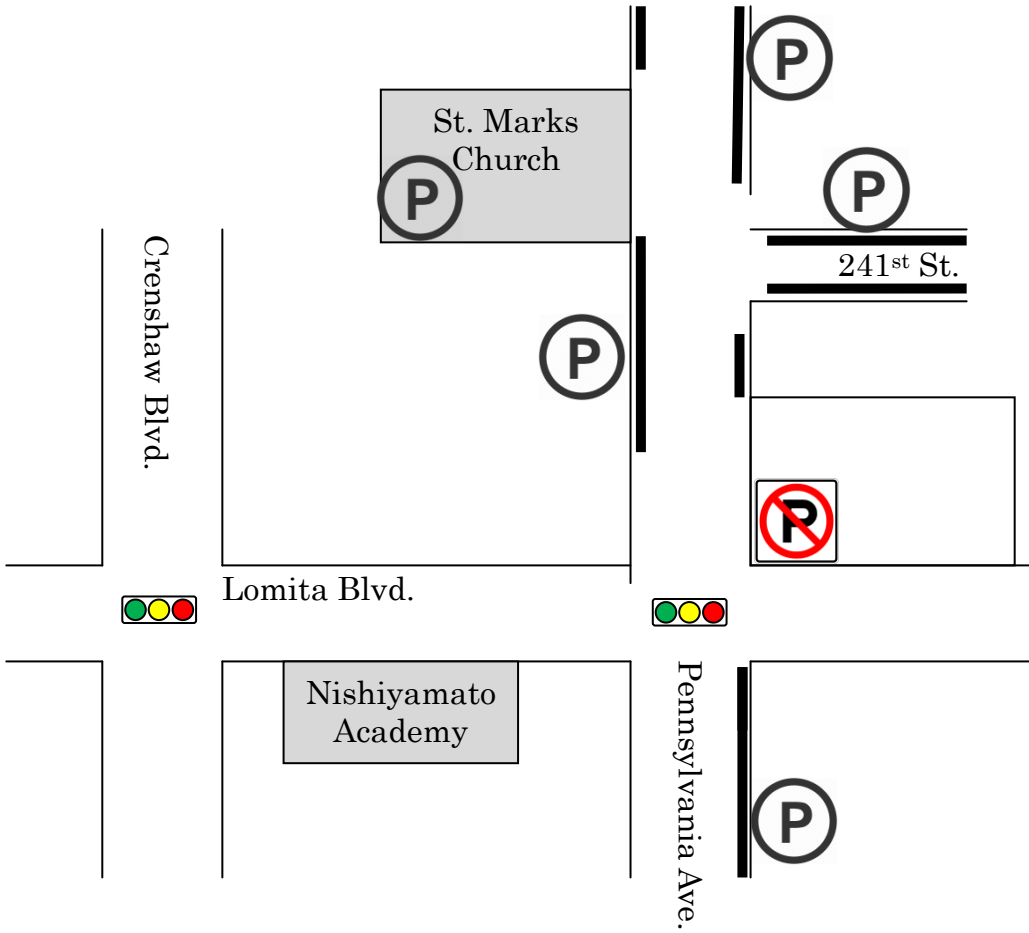 St. Marks
Church
P
P
P
241st St.
P
Crenshaw Blvd.
P
Lomita Blvd.
Nishiyamato
Academy
Pennsylvania Ave.
P